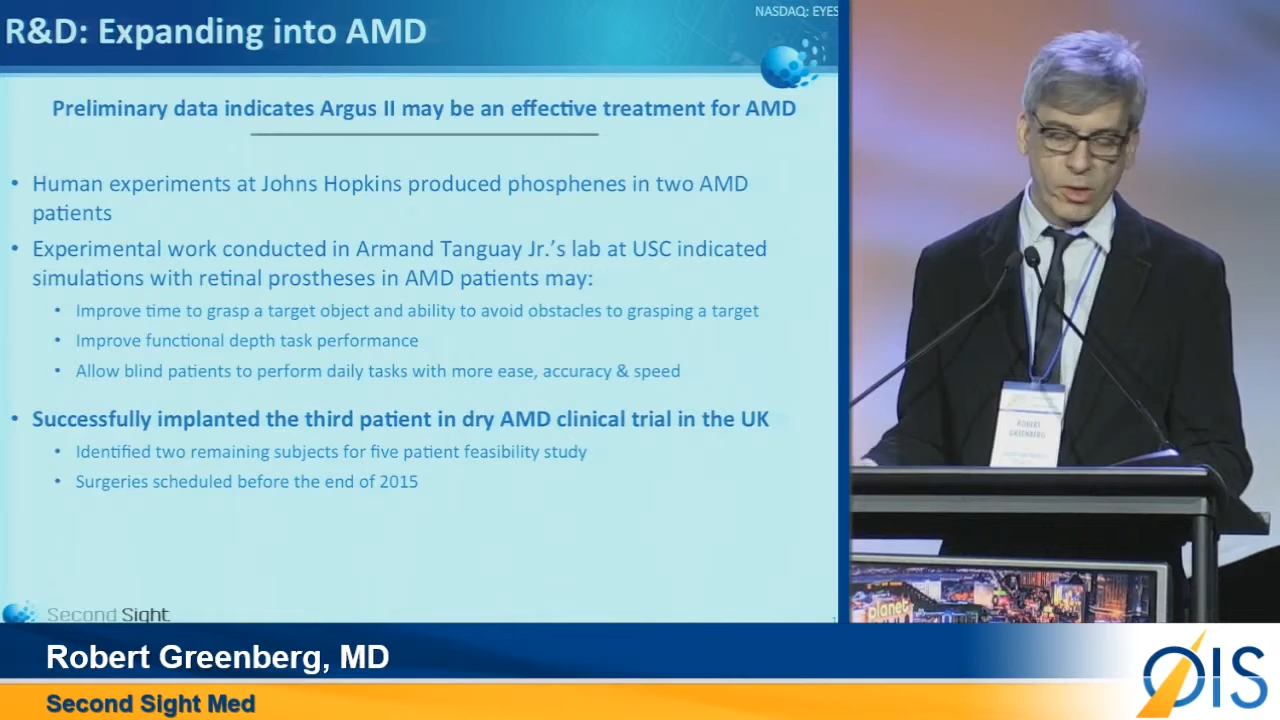 R&D: Expanding into AMD
NASDAQ: EYES
Preliminary data indicates Argus II may be an effective treatment for AMD
• Human experiments at Johns Hopkins produced phosphenes in two AMD
patients
• Experimental work conducted in Armand Tanguay Jr.'s lab at USC indicated
simulations with retinal prostheses in AMD patients may:
• Improve time to grasp a target object and ability to avoid obstacles to grasping a target
• Improve functional depth task performance
• Allow blind patients to perform daily tasks with more ease, accuracy & speed
• Successfully implanted the third patient in dry AMD clinical trial in the UK
• Identified two remaining subjects for five patient feasibility study
• Surgeries scheduled before the end of 2015
Second Sight
ROBERT
GREENBERG
planet
Robert Greenberg, MD
Second Sight Med
OIS